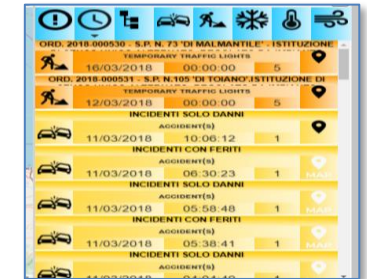 ORD. 2018-000530 - S.P. N. 73 'DI MALMANTILE' - ISTITUZIONE
TEMPORARY TRAFFIC LIGHTS
16/03/2018 00:00:00 5
ORD. 2018-000531 - S.P. N.105 'DI TOIANO'.ISTITUZIONE DI
TEMPORARY TRAFFIC LIGHTS
12/03/2018 00:00:00 5
INCIDENTI SOLO DANNI
ACCIDENT(S)
11/03/2018 10:06:12 1
INCIDENTI CON FERITI
ACCIDENT(S)
11/03/2018 06:30:23 1 MAP
INCIDENTI SOLO DANNI
ACCIDENT(S)
11/03/2018 05:58:48 1 MAP
INCIDENTI CON FERITI
ACCIDENT(S)
11/03/2018 05:38:41 1 MAP
INCIDENTI SOLO DANNI
ACCIDENT(S)